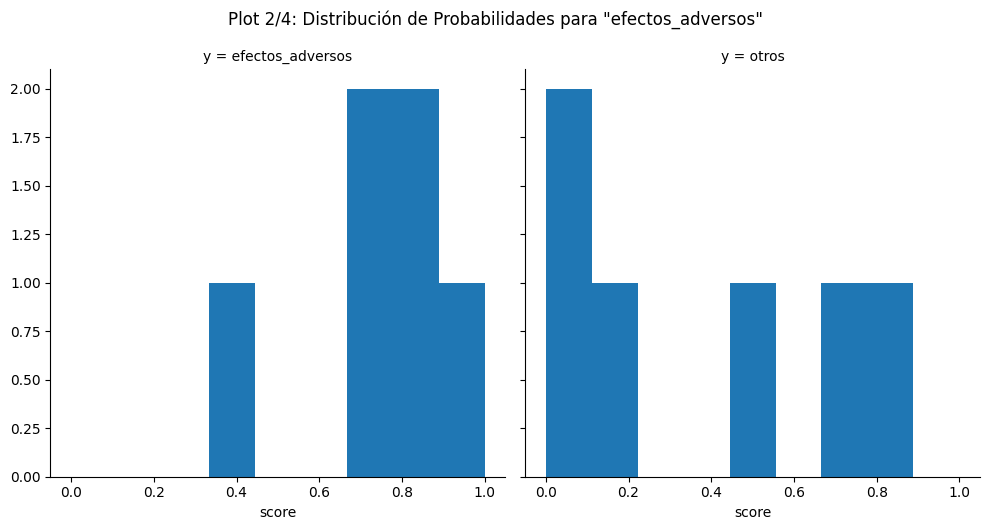 Plot 2/4: Distribución de Probabilidades para "efectos_adversos"
y = efectos_adversos
y = otros
2.00
1.75
1.50
1.25
1.00
0.75
0.50
0.25
0.00
0.0 0.2 0.4 0.6 0.8 1.0
0.0 0.2 0.4 0.6 0.8 1.0
score
score